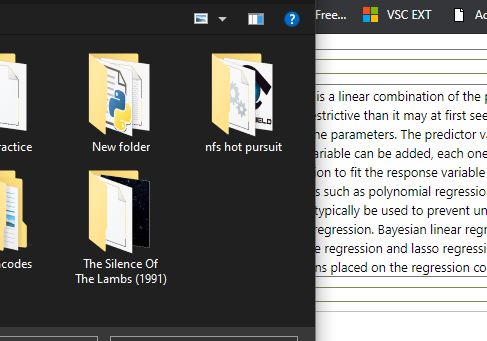 Free...
VSC EXT
Ac
is a linear combination of the p
estrictive than it may at first see
ne parameters. The predictor va
ariable can be added, each one
on to fit the response variable
s such as polynomial regressio
typically be used to prevent un
regression. Bayesian linear regr
e regression and lasso regressi
ns placed on the regression co
ractice
New folder
nfs hot pursuit
ncodes
The Silence Of
The Lambs (1991)